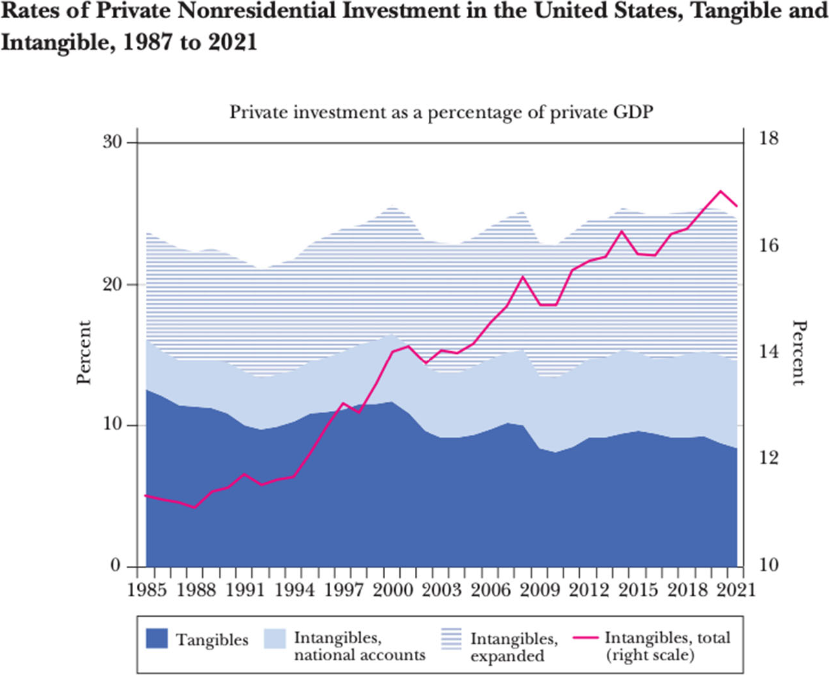 Rates of Private Nonresidential Investment in the United States, Tangible and
Intangible, 1987 to 2021
Private investment as a percentage of private GDP
30
20
10
0
Percent
18
16
14
12
10
Percent
1985 1988 1991 1994 1997 2000 2003 2006 2009 2012 2015 2018 2021
Tangibles
Intangibles,
national accounts
Intangibles,
expanded
Intangibles, total
(right scale)